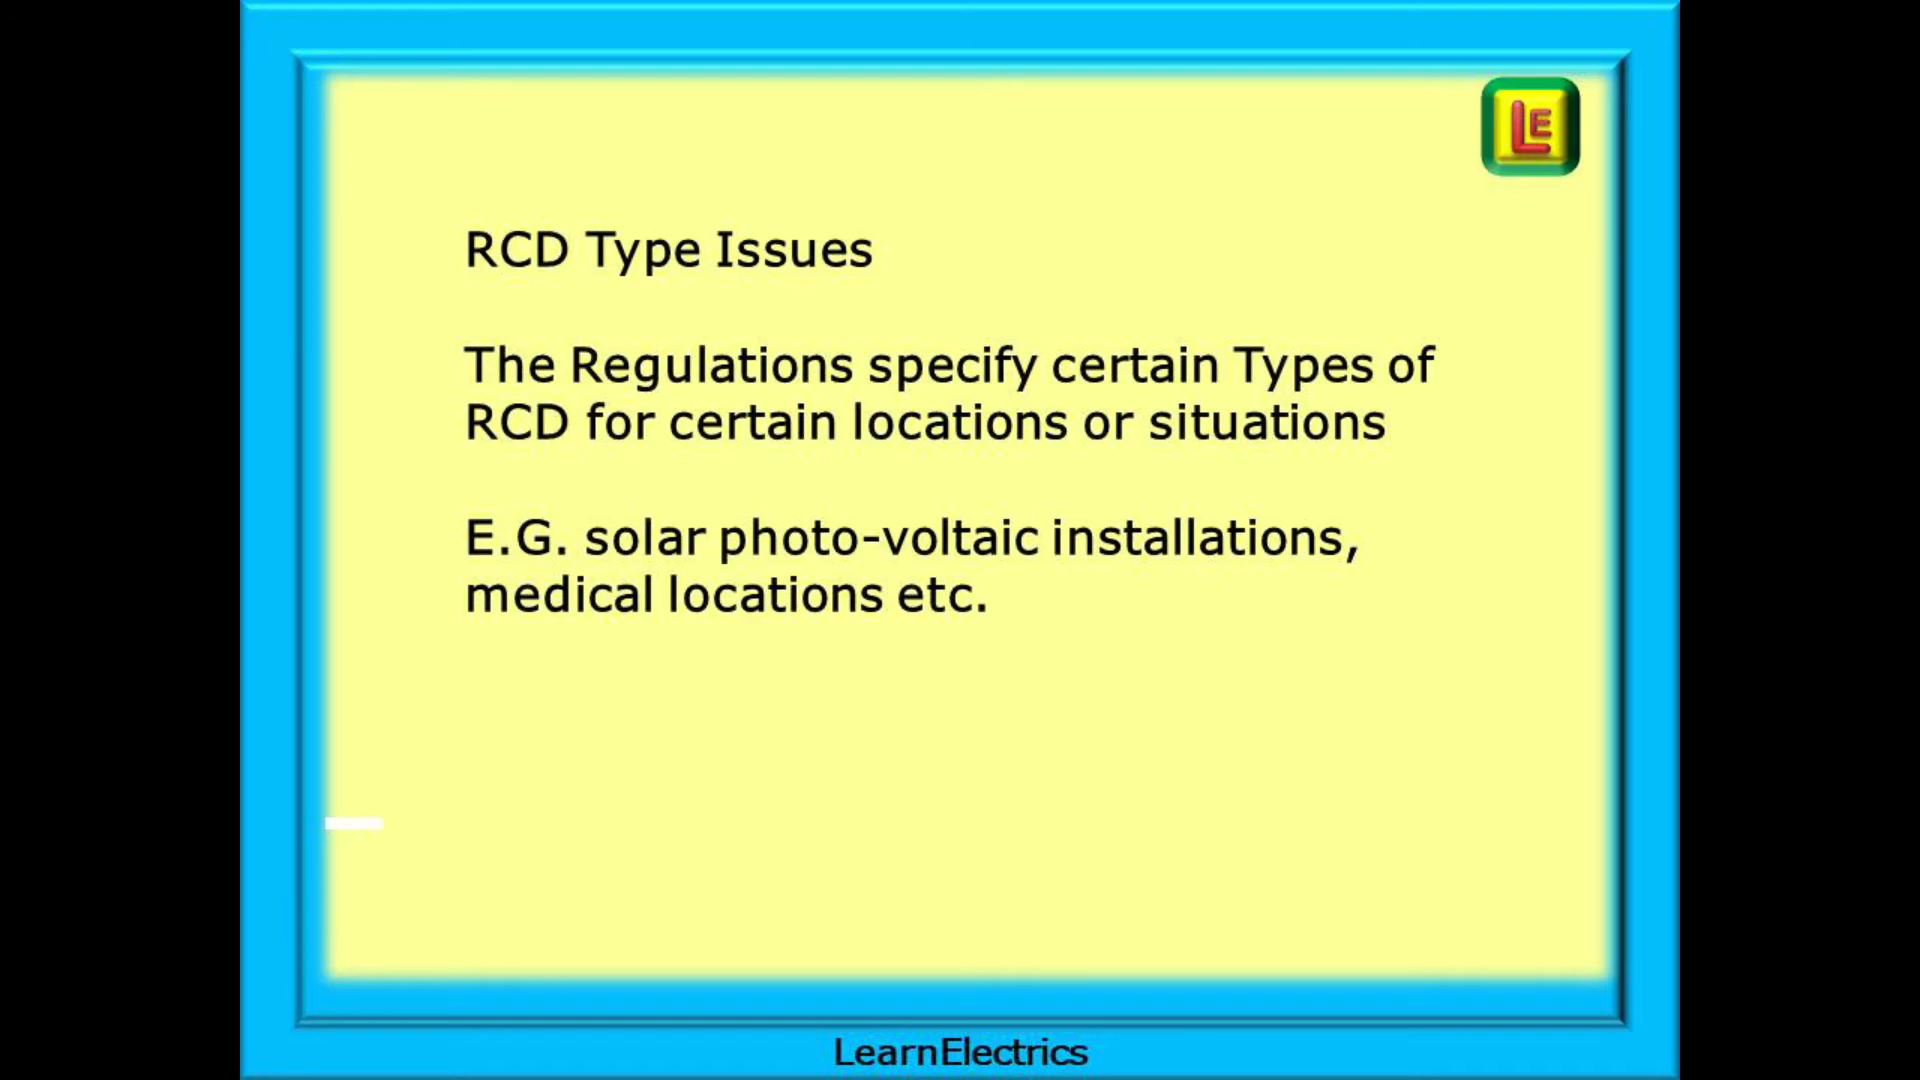 LE
RCD Type Issues
The Regulations specify certain Types of
RCD for certain locations or situations
E.G. solar photo-voltaic installations,
medical locations etc.
LearnElectrics